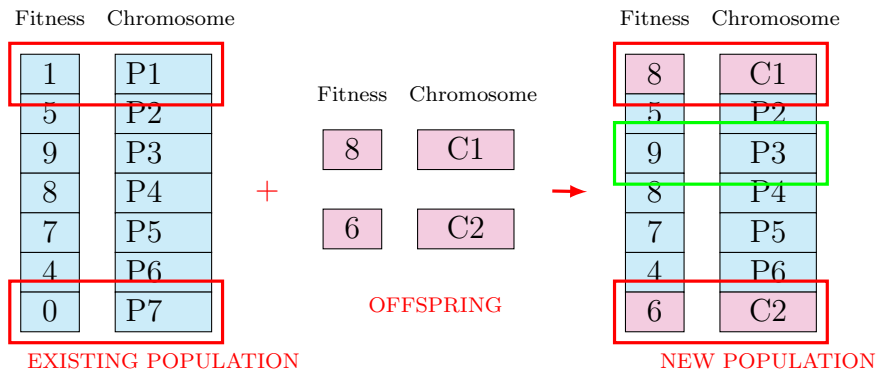 Fitness Chromosome
1 P1
5 P2
9 P3
8 P4
7 P5
4 P6
0 P7
EXISTING POPULATION
+
Fitness Chromosome
8 C1
6 C2
OFFSPRING
Fitness Chromosome
8 C1
5 P2
9 P3
8 P4
7 P5
4 P6
6 C2
NEW POPULATION